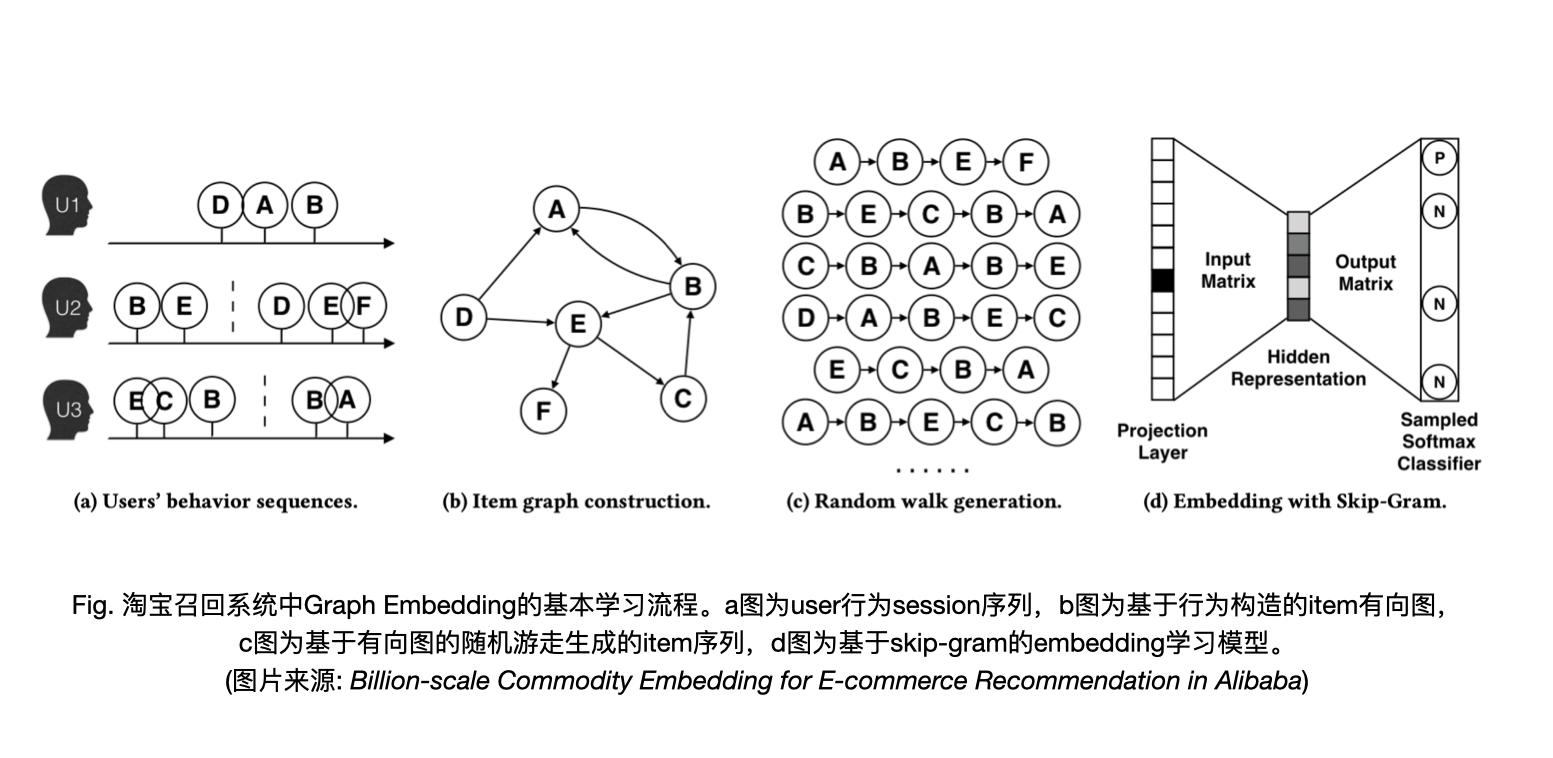 U1 D A B
U2 B E D E F
U3 E C B B A
A
B
D
E
F
C
A B E F
B E C B A
C B A B E
D A B E C
E C B A
A B E C B
......
Input
Matrix
Output
Matrix
Hidden
Representation
Projection
Layer
P
N
N
N
Sampled
Softmax
Classifier
(a) Users' behavior sequences.
(b) Item graph construction.
(c) Random walk generation.
(d) Embedding with Skip-Gram.
Fig. 淘宝召回系统中Graph Embedding的基本学习流程。a图为user行为session序列，b图为基于行为构造的item有向图，
c图为基于有向图的随机游走生成的item序列，d图为基于skip-gram的embedding学习模型。
(图片来源: Billion-scale Commodity Embedding for E-commerce Recommendation in Alibaba)